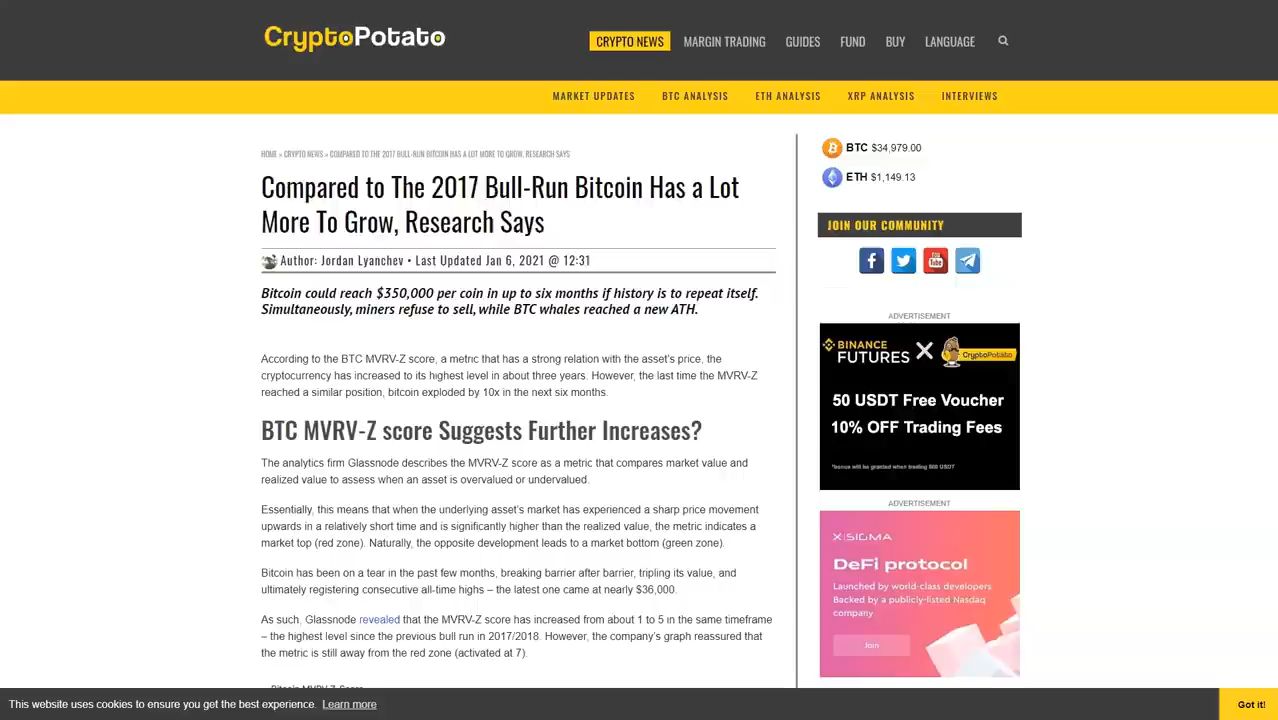 CryptoPotato
CRYPTO NEWS MARGIN TRADING GUIDES FUND BUY LANGUAGE
MARKET UPDATES BTC ANALYSIS ETH ANALYSIS XRP ANALYSIS INTERVIEWS
HOME » CRYPTO NEWS » COMPARED TO THE 2017 BULL-RUN BITCOIN HAS A LOT MORE TO GROW, RESEARCH SAYS
Compared to The 2017 Bull-Run Bitcoin Has a Lot
More To Grow, Research Says
Author: Jordan Lyanchev • Last Updated Jan 6, 2021 @ 12:31
Bitcoin could reach $350,000 per coin in up to six months if history is to repeat itself.
Simultaneously, miners refuse to sell, while BTC whales reached a new ATH.
According to the BTC MVRV-Z score, a metric that has a strong relation with the asset's price, the
cryptocurrency has increased to its highest level in about three years. However, the last time the MVRV-Z
reached a similar position, bitcoin exploded by 10x in the next six months.
BTC MVRV-Z score Suggests Further Increases?
The analytics firm Glassnode describes the MVRV-Z score as a metric that compares market value and
realized value to assess when an asset is overvalued or undervalued.
Essentially, this means that when the underlying asset's market has experienced a sharp price movement
upwards in a relatively short time and is significantly higher than the realized value, the metric indicates a
market top (red zone). Naturally, the opposite development leads to a market bottom (green zone).
Bitcoin has been on a tear in the past few months, breaking barrier after barrier, tripling its value, and
ultimately registering consecutive all-time highs – the latest one came at nearly $36,000.
As such, Glassnode revealed that the MVRV-Z score has increased from about 1 to 5 in the same timeframe
– the highest level since the previous bull run in 2017/2018. However, the company's graph reassured that
the metric is still away from the red zone (activated at 7).
Bitcoin MVRV-Z Score
BTC $34,979.00
ETH $1,149.13
JOIN OUR COMMUNITY
You
Tube
ADVERTISEMENT
BINANCE
FUTURES X CryptoPotato
50 USDT Free Voucher
10% OFF Trading Fees
*bonus will be granted when trading 500 USDT
ADVERTISEMENT
X:SIGMA
DeFi protocol
Launched by world-class developers
Backed by a publicly-listed Nasdaq
company
Join
This website uses cookies to ensure you get the best experience. Learn more
Got it!